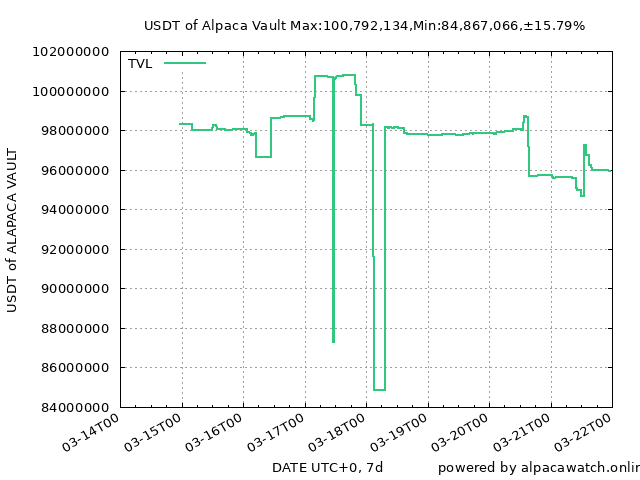 USDT of Alpaca Vault Max:100,792,134,Min:84,867,066,±15.79%
TVL
102000000
100000000
98000000
96000000
94000000
92000000
90000000
88000000
86000000
84000000
USDT of ALAPACA VAULT
03-14T00
03-15T00
03-16T00
03-17T00
03-18T00
03-19T00
03-20T00
03-21T00
03-22T00
DATE UTC+0, 7d
powered by alpacawatch.onlin